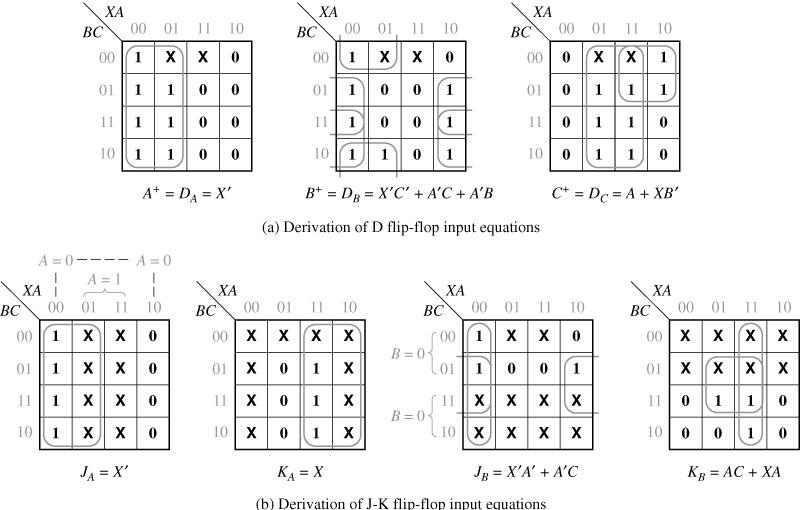 XA XA XA
BC 00 01 11 10 BC 00 01 11 10 BC 00 01 11 10
00 1 X X 0 00 1 X X 0 00 0 X X 1
01 1 1 0 0 01 1 0 0 1 01 0 1 1 1
11 1 1 0 0 11 1 0 0 1 11 0 1 1 0
10 1 1 0 0 10 1 1 0 1 10 0 1 1 0
A⁺ = D_A = X′ B⁺ = D_B = X′C′ + A′C + A′B C⁺ = D_C = A + XB′
(a) Derivation of D flip-flop input equations
A = 0 A = 0
A = 1
XA XA XA XA
BC 00 01 11 10 BC 00 01 11 10 BC 00 01 11 10 BC 00 01 11 10
00 1 X X 0 00 X X X X 00 1 X X 0 00 X X X X
B = 0
01 1 X X 0 01 X 0 1 X 01 1 0 0 1 01 X X X X
11 1 X X 0 11 X 0 1 X 11 X X X X 11 0 1 1 0
B = 0
10 1 X X 0 10 X 0 1 X 10 X X X X 10 0 0 1 0
J_A = X′ K_A = X J_B = X′A′ + A′C K_B = AC + XA
(b) Derivation of J-K flip-flop input equations